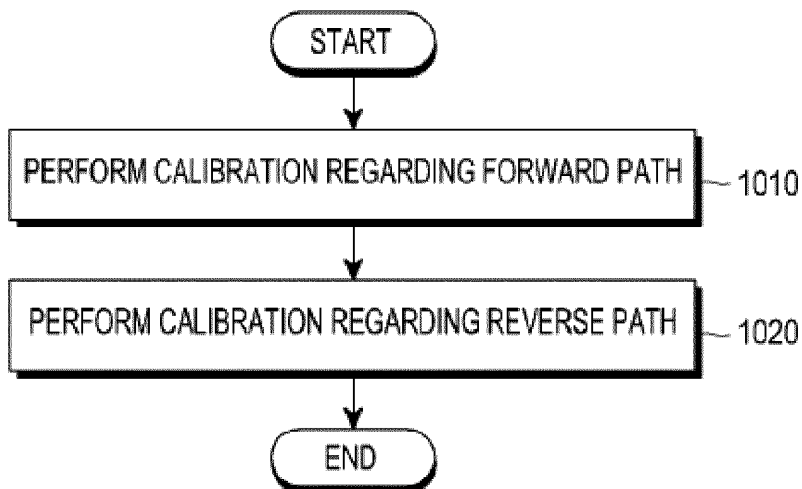 START
PERFORM CALIBRATION REGARDING FORWARD PATH
1010
PERFORM CALIBRATION REGARDING REVERSE PATH
1020
END